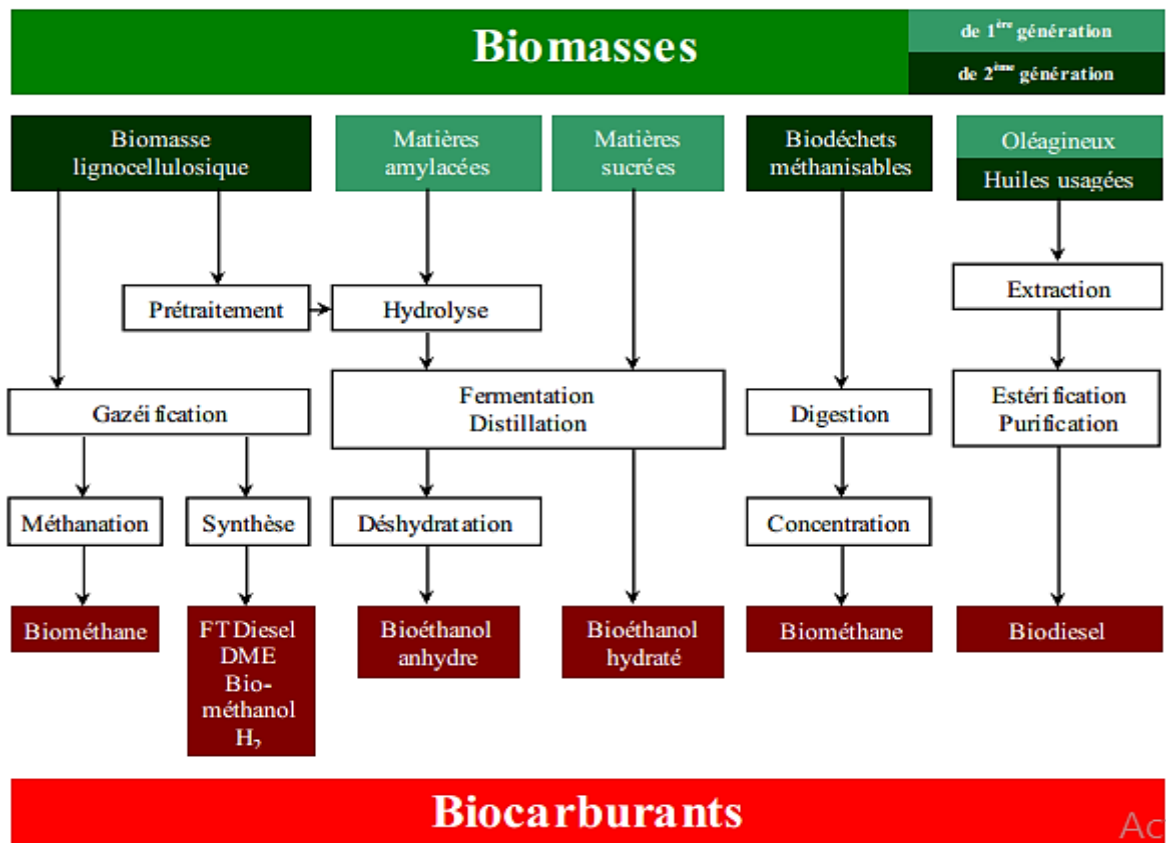 Biomasses
de 1ère génération
de 2ème génération
Biomasse
lignocellulosique
Matières
amylacées
Matières
sucrées
Biodéchets
méthanisables
Oléagineux
Huiles usagées
Prétraitement
Hydrolyse
Extraction
Gazéification
Fermentation
Distillation
Digestion
Estérification
Purification
Méthanation
Synthèse
Déshydratation
Concentration
Biométhane
FT Diesel
DME
Bio-
méthanol
H₂
Bioéthanol
anhydre
Bioéthanol
hydraté
Biométhane
Biodiesel
Biocarburants
Ac